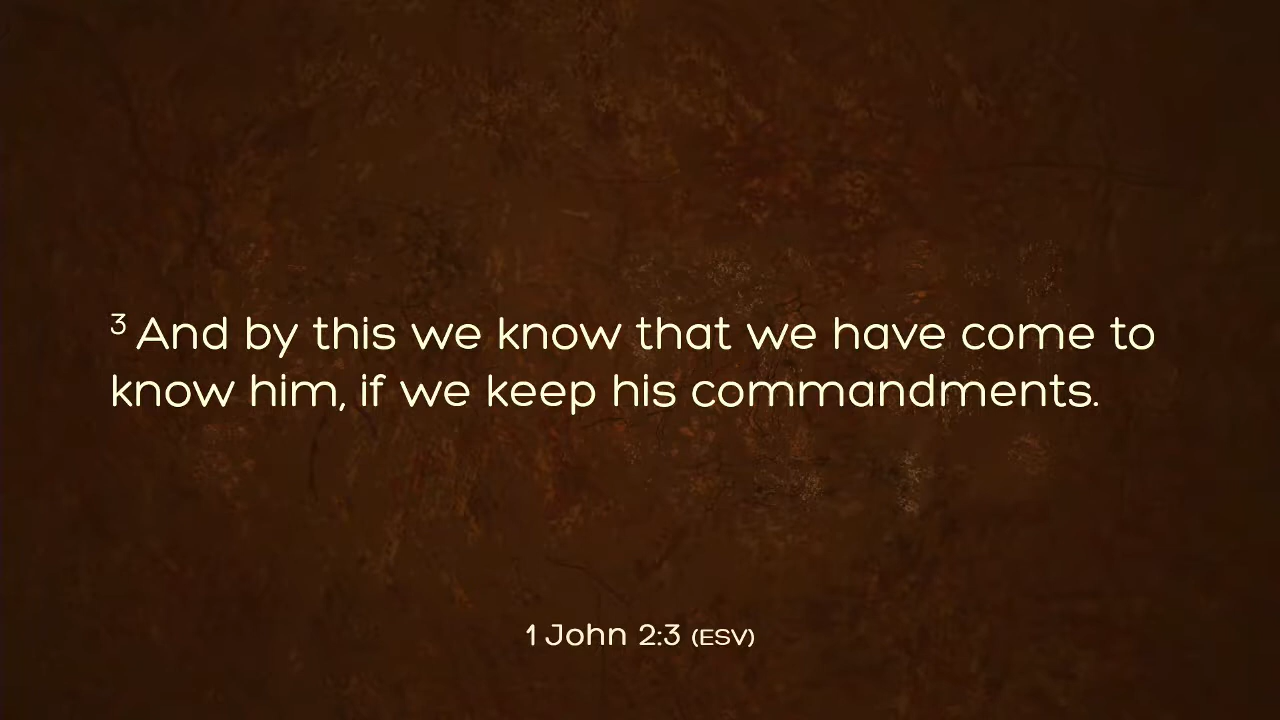 3 And by this we know that we have come to
know him, if we keep his commandments.
1 John 2:3 (ESV)